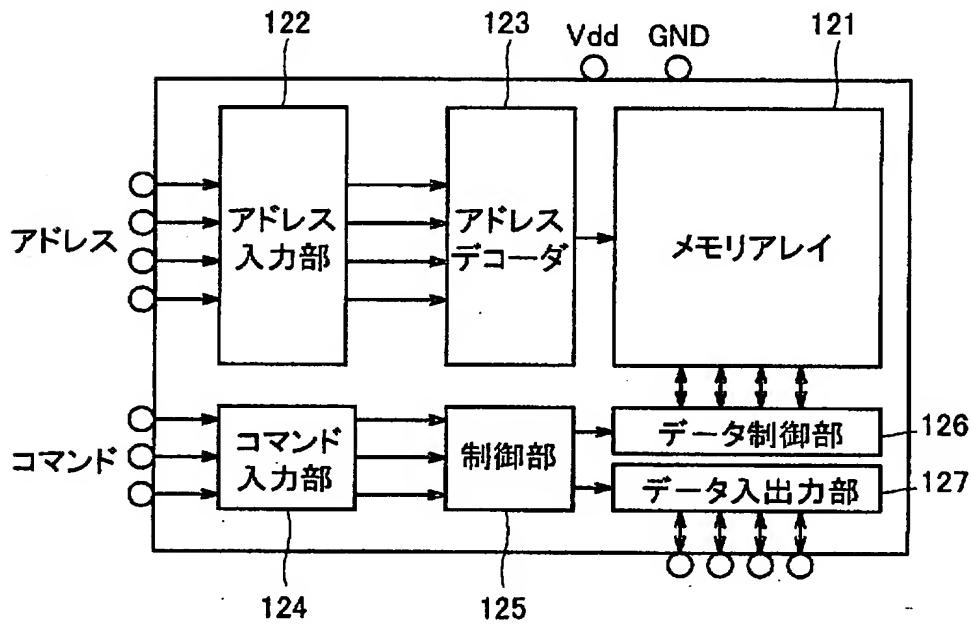 122
123
Vdd
GND
121
アドレス
アドレス
入力部
アドレス
デコーダ
メモリアレイ
コマンド
コマンド
入力部
制御部
データ制御部
126
データ入出力部
127
124
125